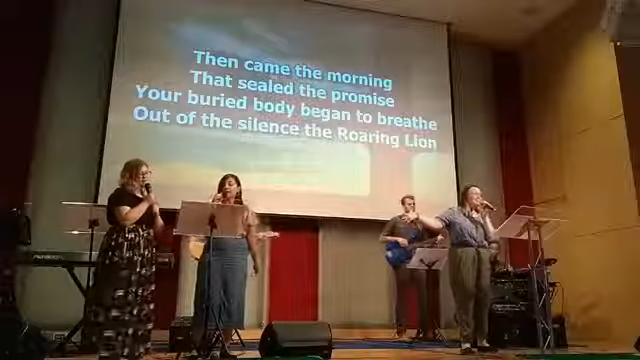 Then came the morning
That sealed the promise
Your buried body began to breathe
Out of the silence the Roaring Lion